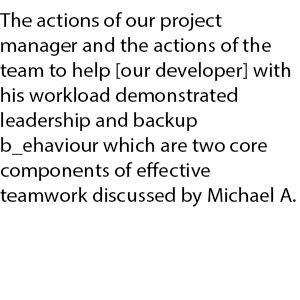 The actions of our project
manager and the actions of the
team to help [our developer] with
his workload demonstrated
leadership and backup
b_ehaviour which are two core
components of effective
teamwork discussed by Michael A.